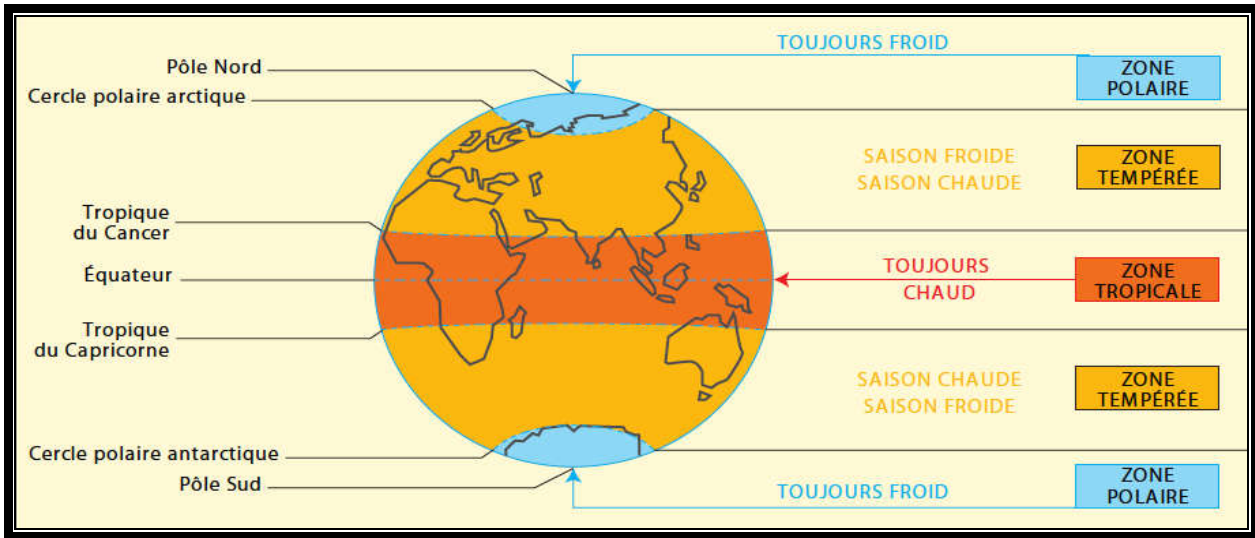 TOUJOURS FROID
ZONE
POLAIRE
Pôle Nord
Cercle polaire arctique
SAISON FROIDE
SAISON CHAUDE
ZONE
TEMPÉRÉE
Tropique
du Cancer
Équateur
TOUJOURS
CHAUD
ZONE
TROPICALE
Tropique
du Capricorne
SAISON CHAUDE
SAISON FROIDE
ZONE
TEMPÉRÉE
Cercle polaire antarctique
Pôle Sud
TOUJOURS FROID
ZONE
POLAIRE